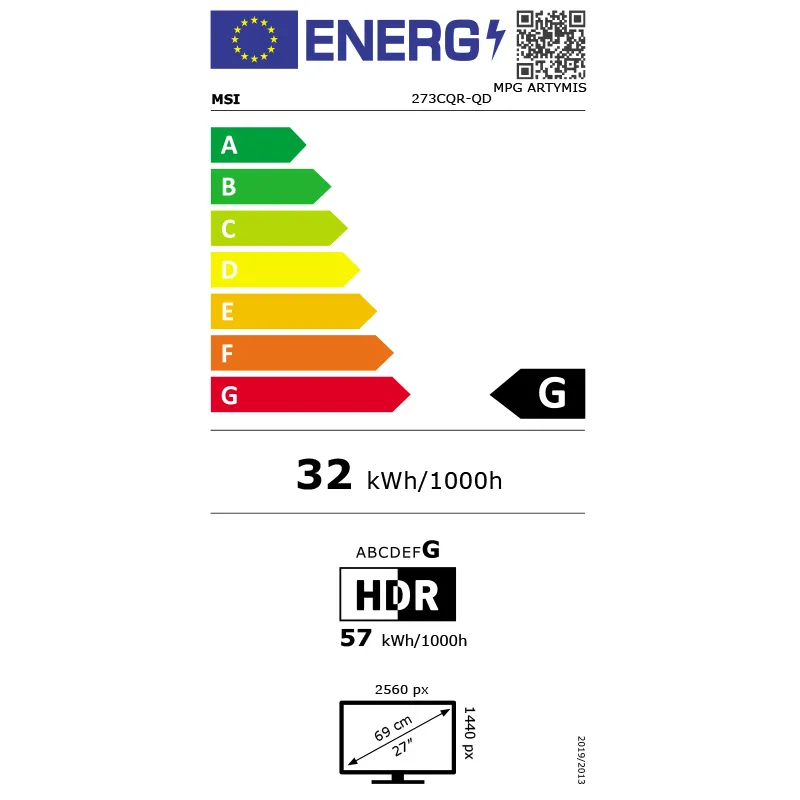 ENERG
MPG ARTYMIS
MSI
273CQR-QD
A
B
C
D
E
F
G
G
32 kWh/1000h
ABCDEFG
HDR
57 kWh/1000h
2560 px
1440 px
69 cm
27"
2019/2013